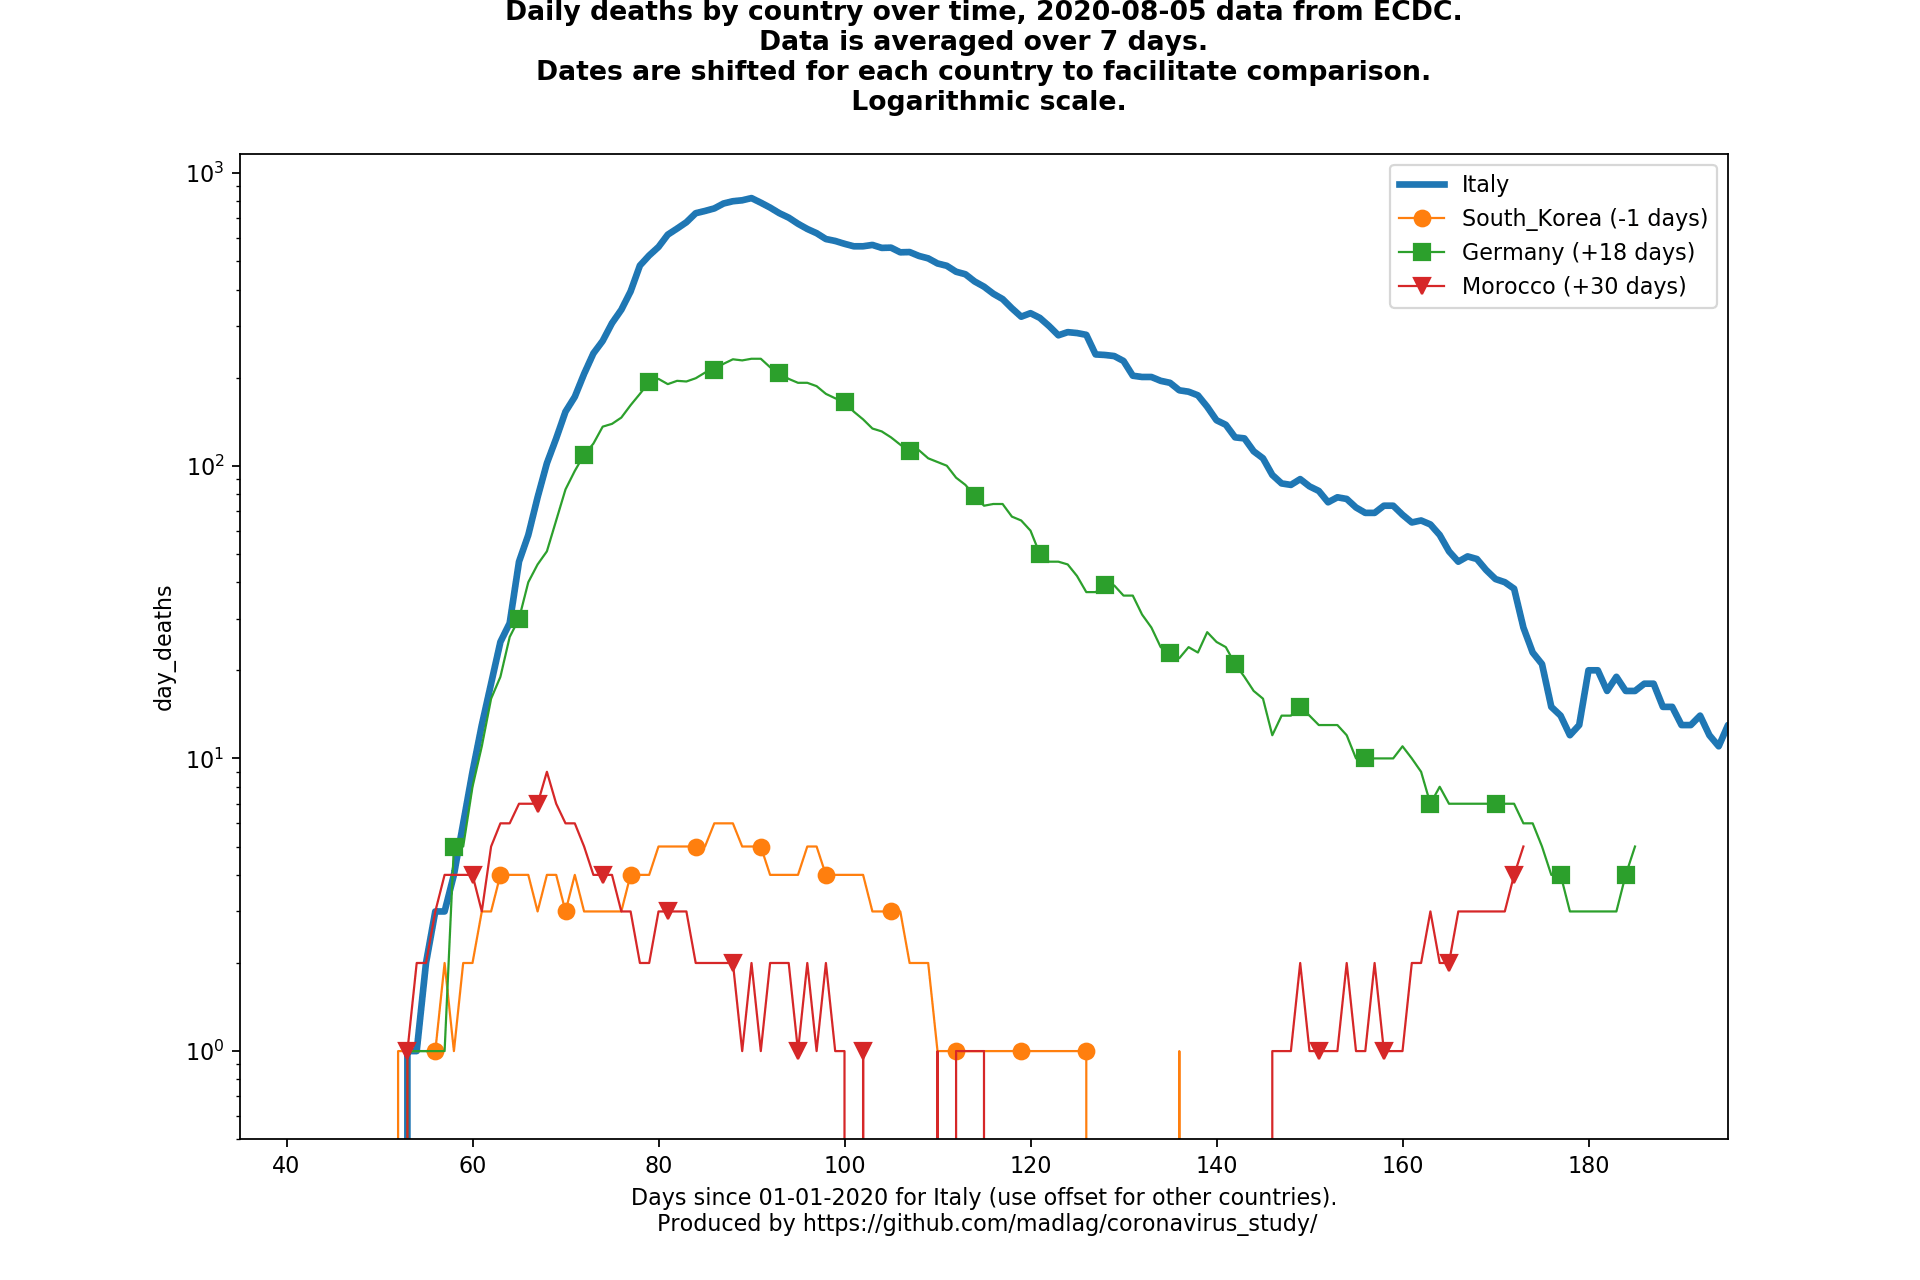 Daily deaths by country over time, 2020-08-05 data from ECDC.
Data is averaged over 7 days.
Dates are shifted for each country to facilitate comparison.
Logarithmic scale.
Italy
South_Korea (-1 days)
Germany (+18 days)
Morocco (+30 days)
day_deaths
10³
10²
10¹
10⁰
40 60 80 100 120 140 160 180
Days since 01-01-2020 for Italy (use offset for other countries).
Produced by https://github.com/madlag/coronavirus_study/